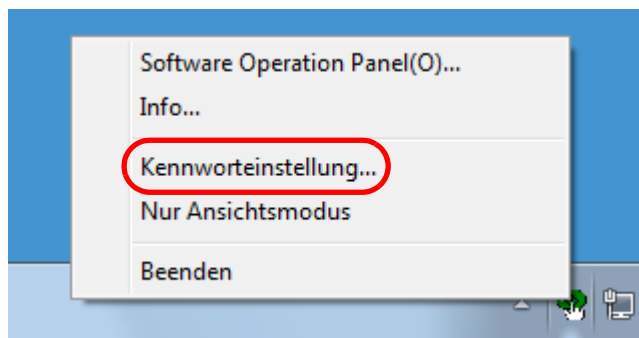 Software Operation Panel(O)...
Info...
Kennworteinstellung...
Nur Ansichtsmodus
Beenden